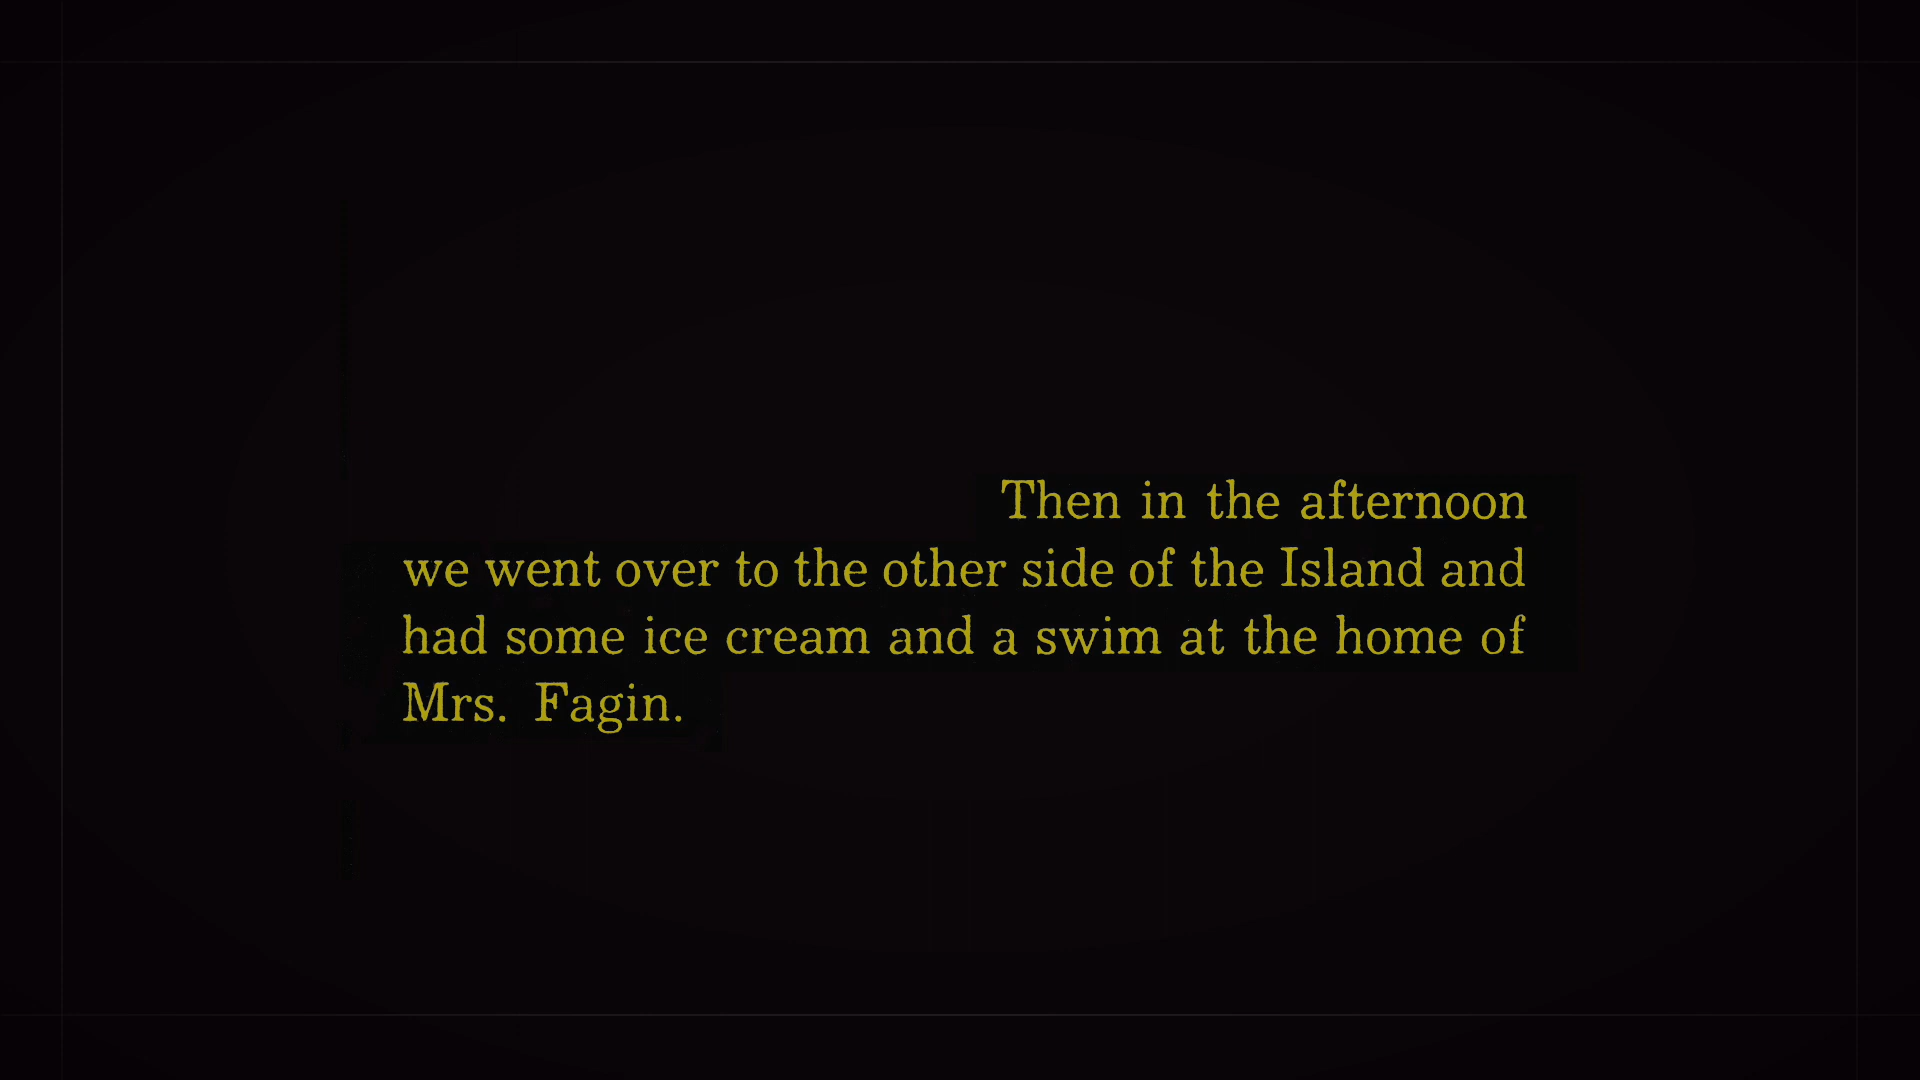 Then in the afternoon
we went over to the other side of the Island and
had some ice cream and a swim at the home of
Mrs. Fagin.